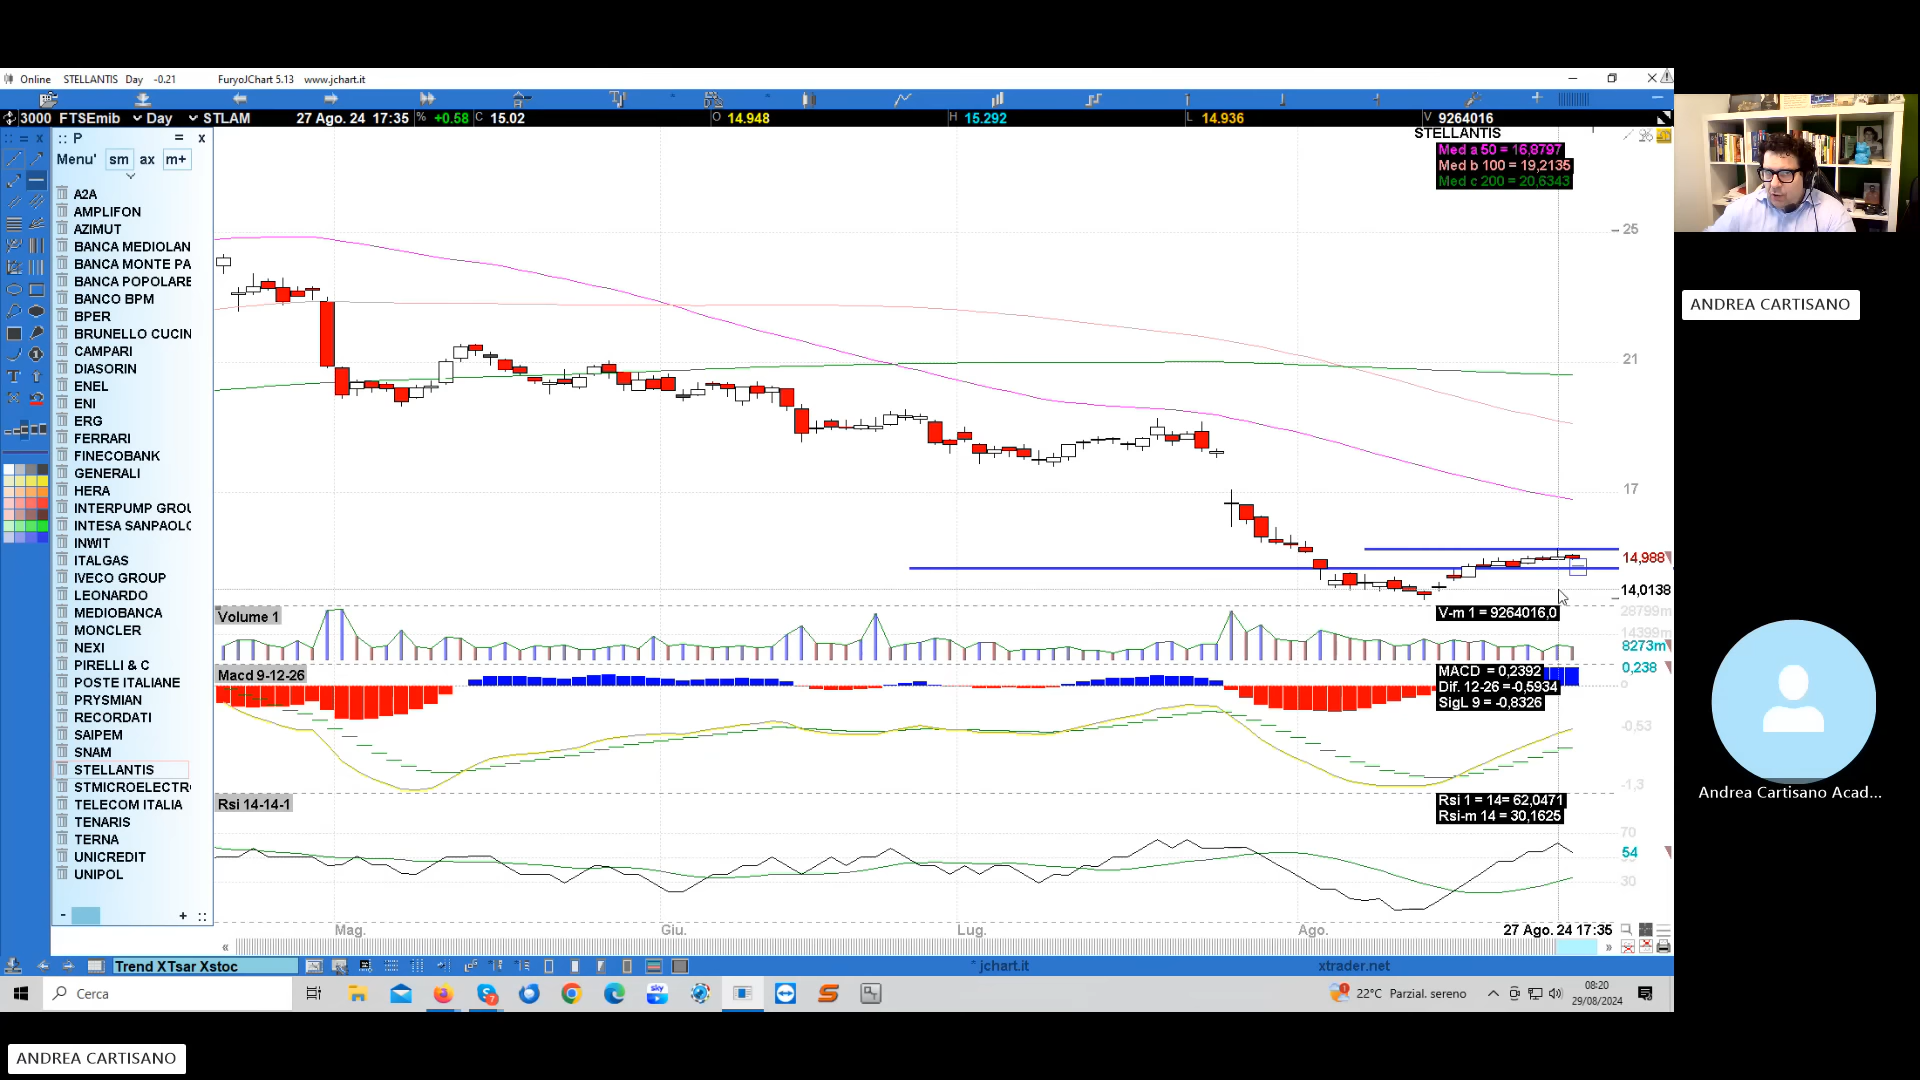 Online STELLANTIS Day -0.21 FuryoJChart 5.13 www.jchart.it
3000 FTSEmib Day STLAM 27 Ago. 24 17:35 % +0.58 C 15.02 O 14.948 H 15.292 L 14.936 V 9264016
P = x
Menu' sm ax m+
A2A
AMPLIFON
AZIMUT
BANCA MEDIOLAN
BANCA MONTE PA
BANCA POPOLARE
BANCO BPM
BPER
BRUNELLO CUCIN
CAMPARI
DIASORIN
ENEL
ENI
ERG
FERRARI
FINECOBANK
GENERALI
HERA
INTERPUMP GROU
INTESA SANPAOLO
INWIT
ITALGAS
IVECO GROUP
LEONARDO
MEDIOBANCA
MONCLER
NEXI
PIRELLI & C
POSTE ITALIANE
PRYSMIAN
RECORDATI
SAIPEM
SNAM
STELLANTIS
STMICROELECTR
TELECOM ITALIA
TENARIS
TERNA
UNICREDIT
UNIPOL
- +
STELLANTIS
Med a 50 = 16,8797
Med b 100 = 19,2135
Med c 200 = 20,6343
25
21
17
14,988
14,0138
Volume 1
V-m 1 = 9264016,0
28799m
14399m
8273m
Macd 9-12-26
MACD = 0,2392
Dif. 12-26 =-0,5934
SigL 9 = -0,8326
0,238
0
-0.53
-1,3
Rsi 14-14-1
Rsi 1 = 14= 62,0471
Rsi-m 14 = 30,1625
70
54
30
Mag. Giu. Lug. Ago. 27 Ago. 24 17:35
« »
Trend XTsar Xstoc
jchart.it xtrader.net
Cerca
sky
22°C Parzial. sereno
08:20
29/08/2024
ANDREA CARTISANO
Andrea Cartisano Acad...
ANDREA CARTISANO